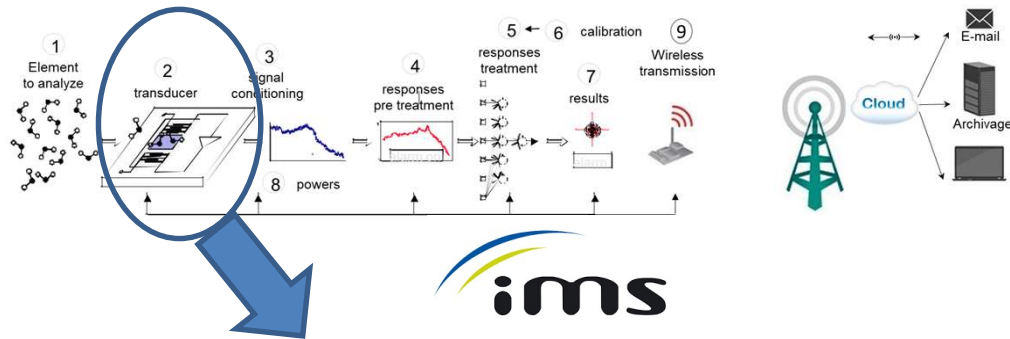 1
Element
to analyze
2
transducer
3
signal
conditioning
4
responses
pre treatment
5
6
calibration
responses
treatment
7
results
9
Wireless
transmission
8
powers
E-mail
Cloud
Archivage
ims